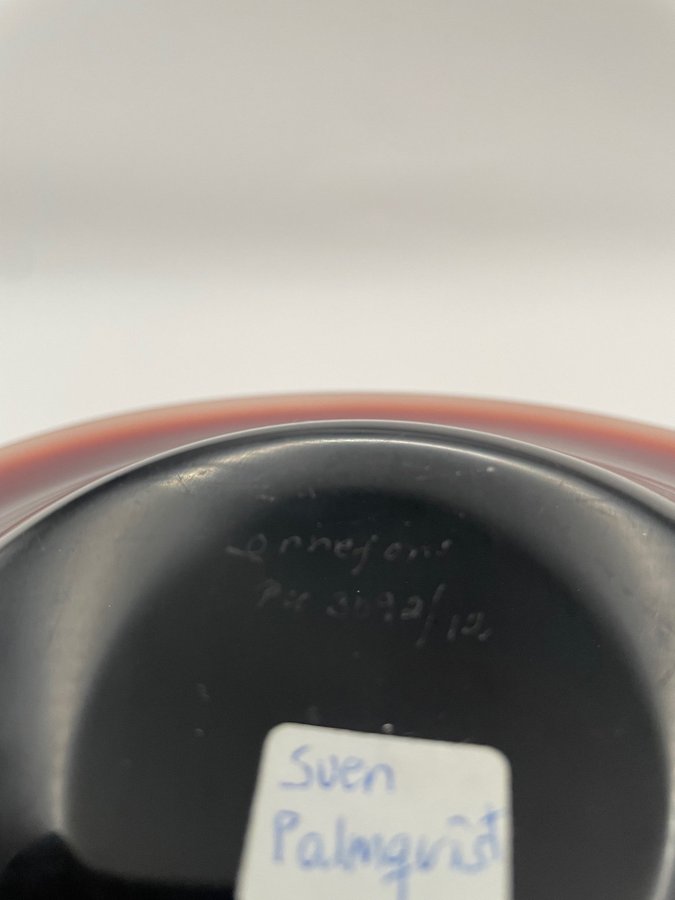 Orrefors
PU 3092/12
Sven
Palmqvist